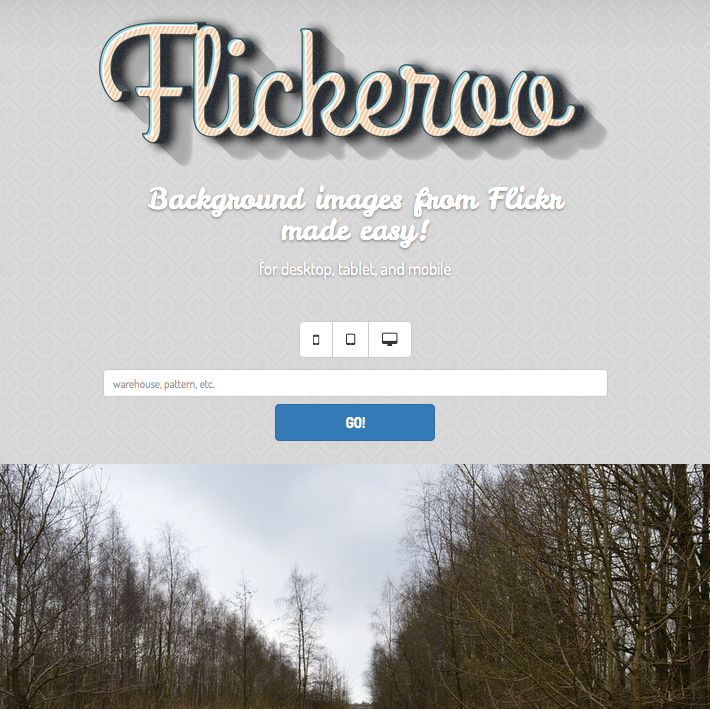 Flickeroo
Background images from Flickr
made easy!
for desktop, tablet, and mobile
warehouse, pattern, etc.
GO!